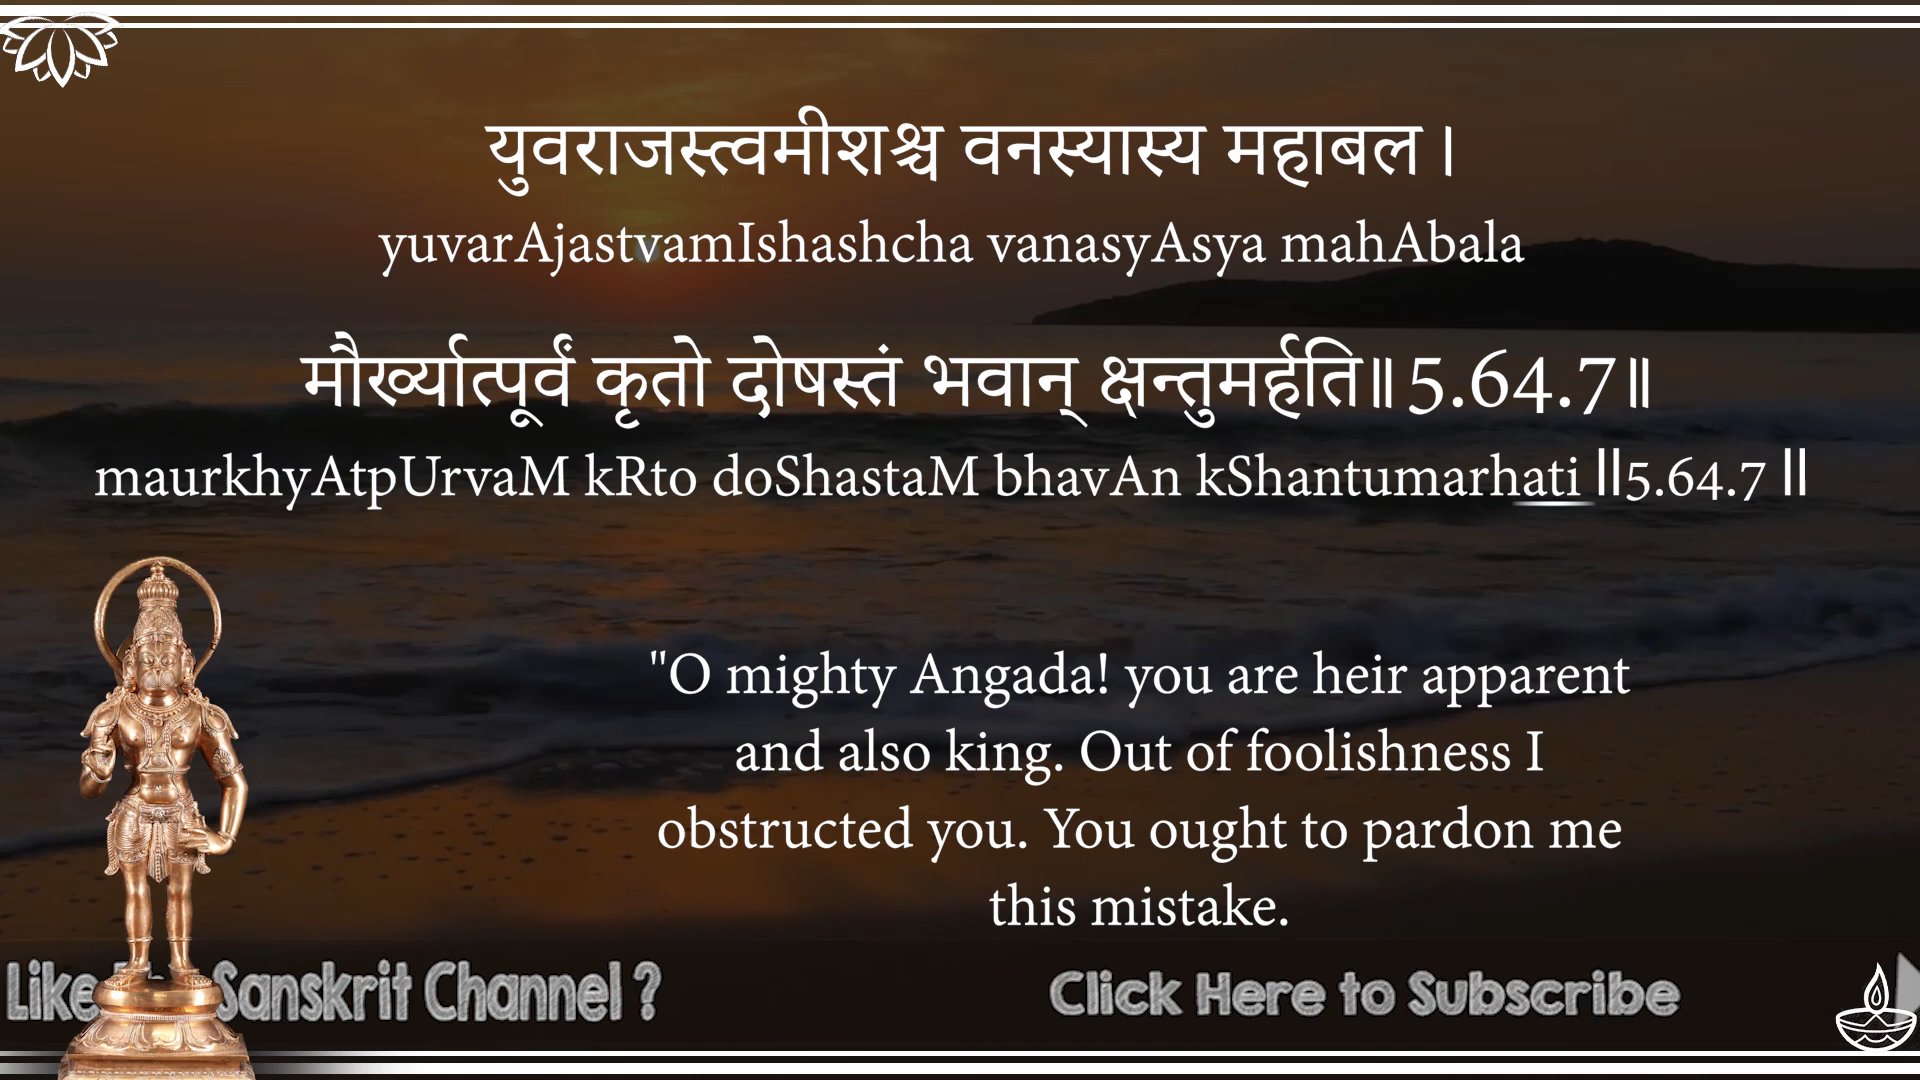 युवराजस्त्वमीशश्च वनस्यास्य महाबल ।
yuvarAjastvamIshashcha vanasyAsya mahAbala
मौर्ख्यात्पूर्वं कृतो दोषस्तं भवान् क्षन्तुमर्हति॥5.64.7॥
maurkhyAtpUrvaM kRto doShastaM bhavAn kShantumarhati ||5.64.7 ||
"O mighty Angada! you are heir apparent
and also king. Out of foolishness I
obstructed you. You ought to pardon me
this mistake.
Like Sanskrit Channel ?
Click Here to Subscribe